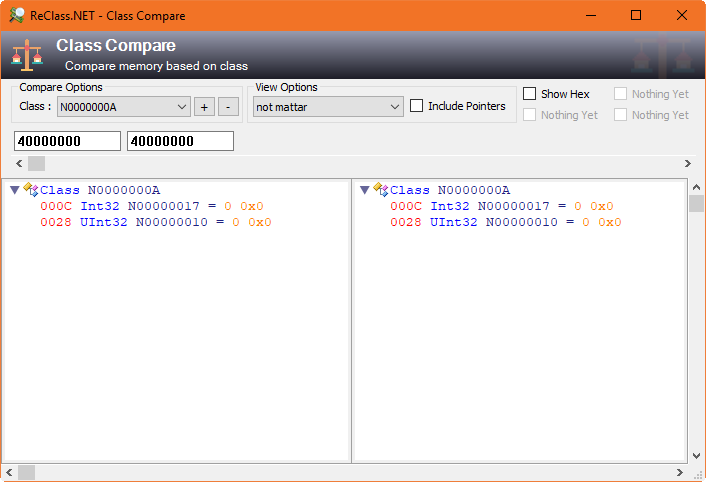 ReClass.NET - Class Compare
Class Compare
Compare memory based on class
Compare Options
Class : N0000000A + -
View Options
not mattar
Include Pointers
Show Hex
Nothing Yet
Nothing Yet
Nothing Yet
40000000 40000000
Class N0000000A
000C Int32 N00000017 = 0 0x0
0028 UInt32 N00000010 = 0 0x0
Class N0000000A
000C Int32 N00000017 = 0 0x0
0028 UInt32 N00000010 = 0 0x0